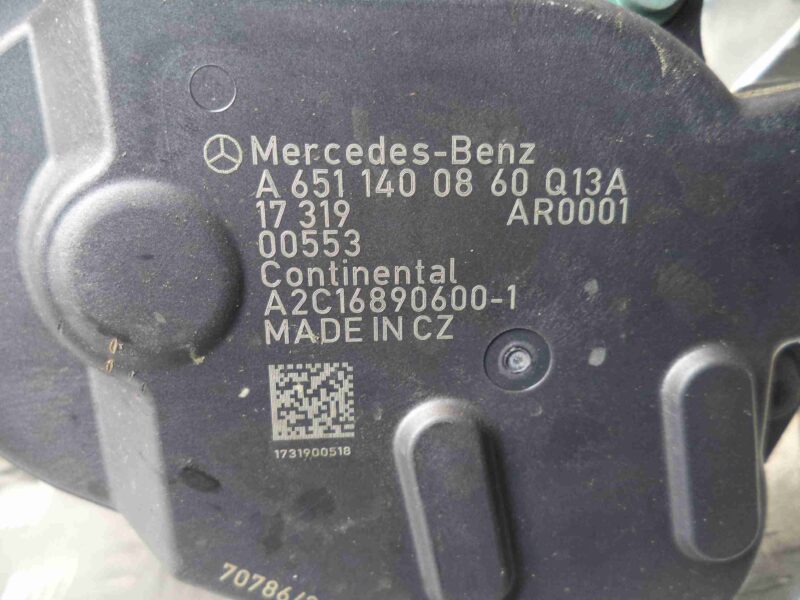 Mercedes-Benz
A 651 140 08 60 Q13A
17 319 AR0001
00553
Continental
A2C16890600-1
MADE IN CZ
1731900518